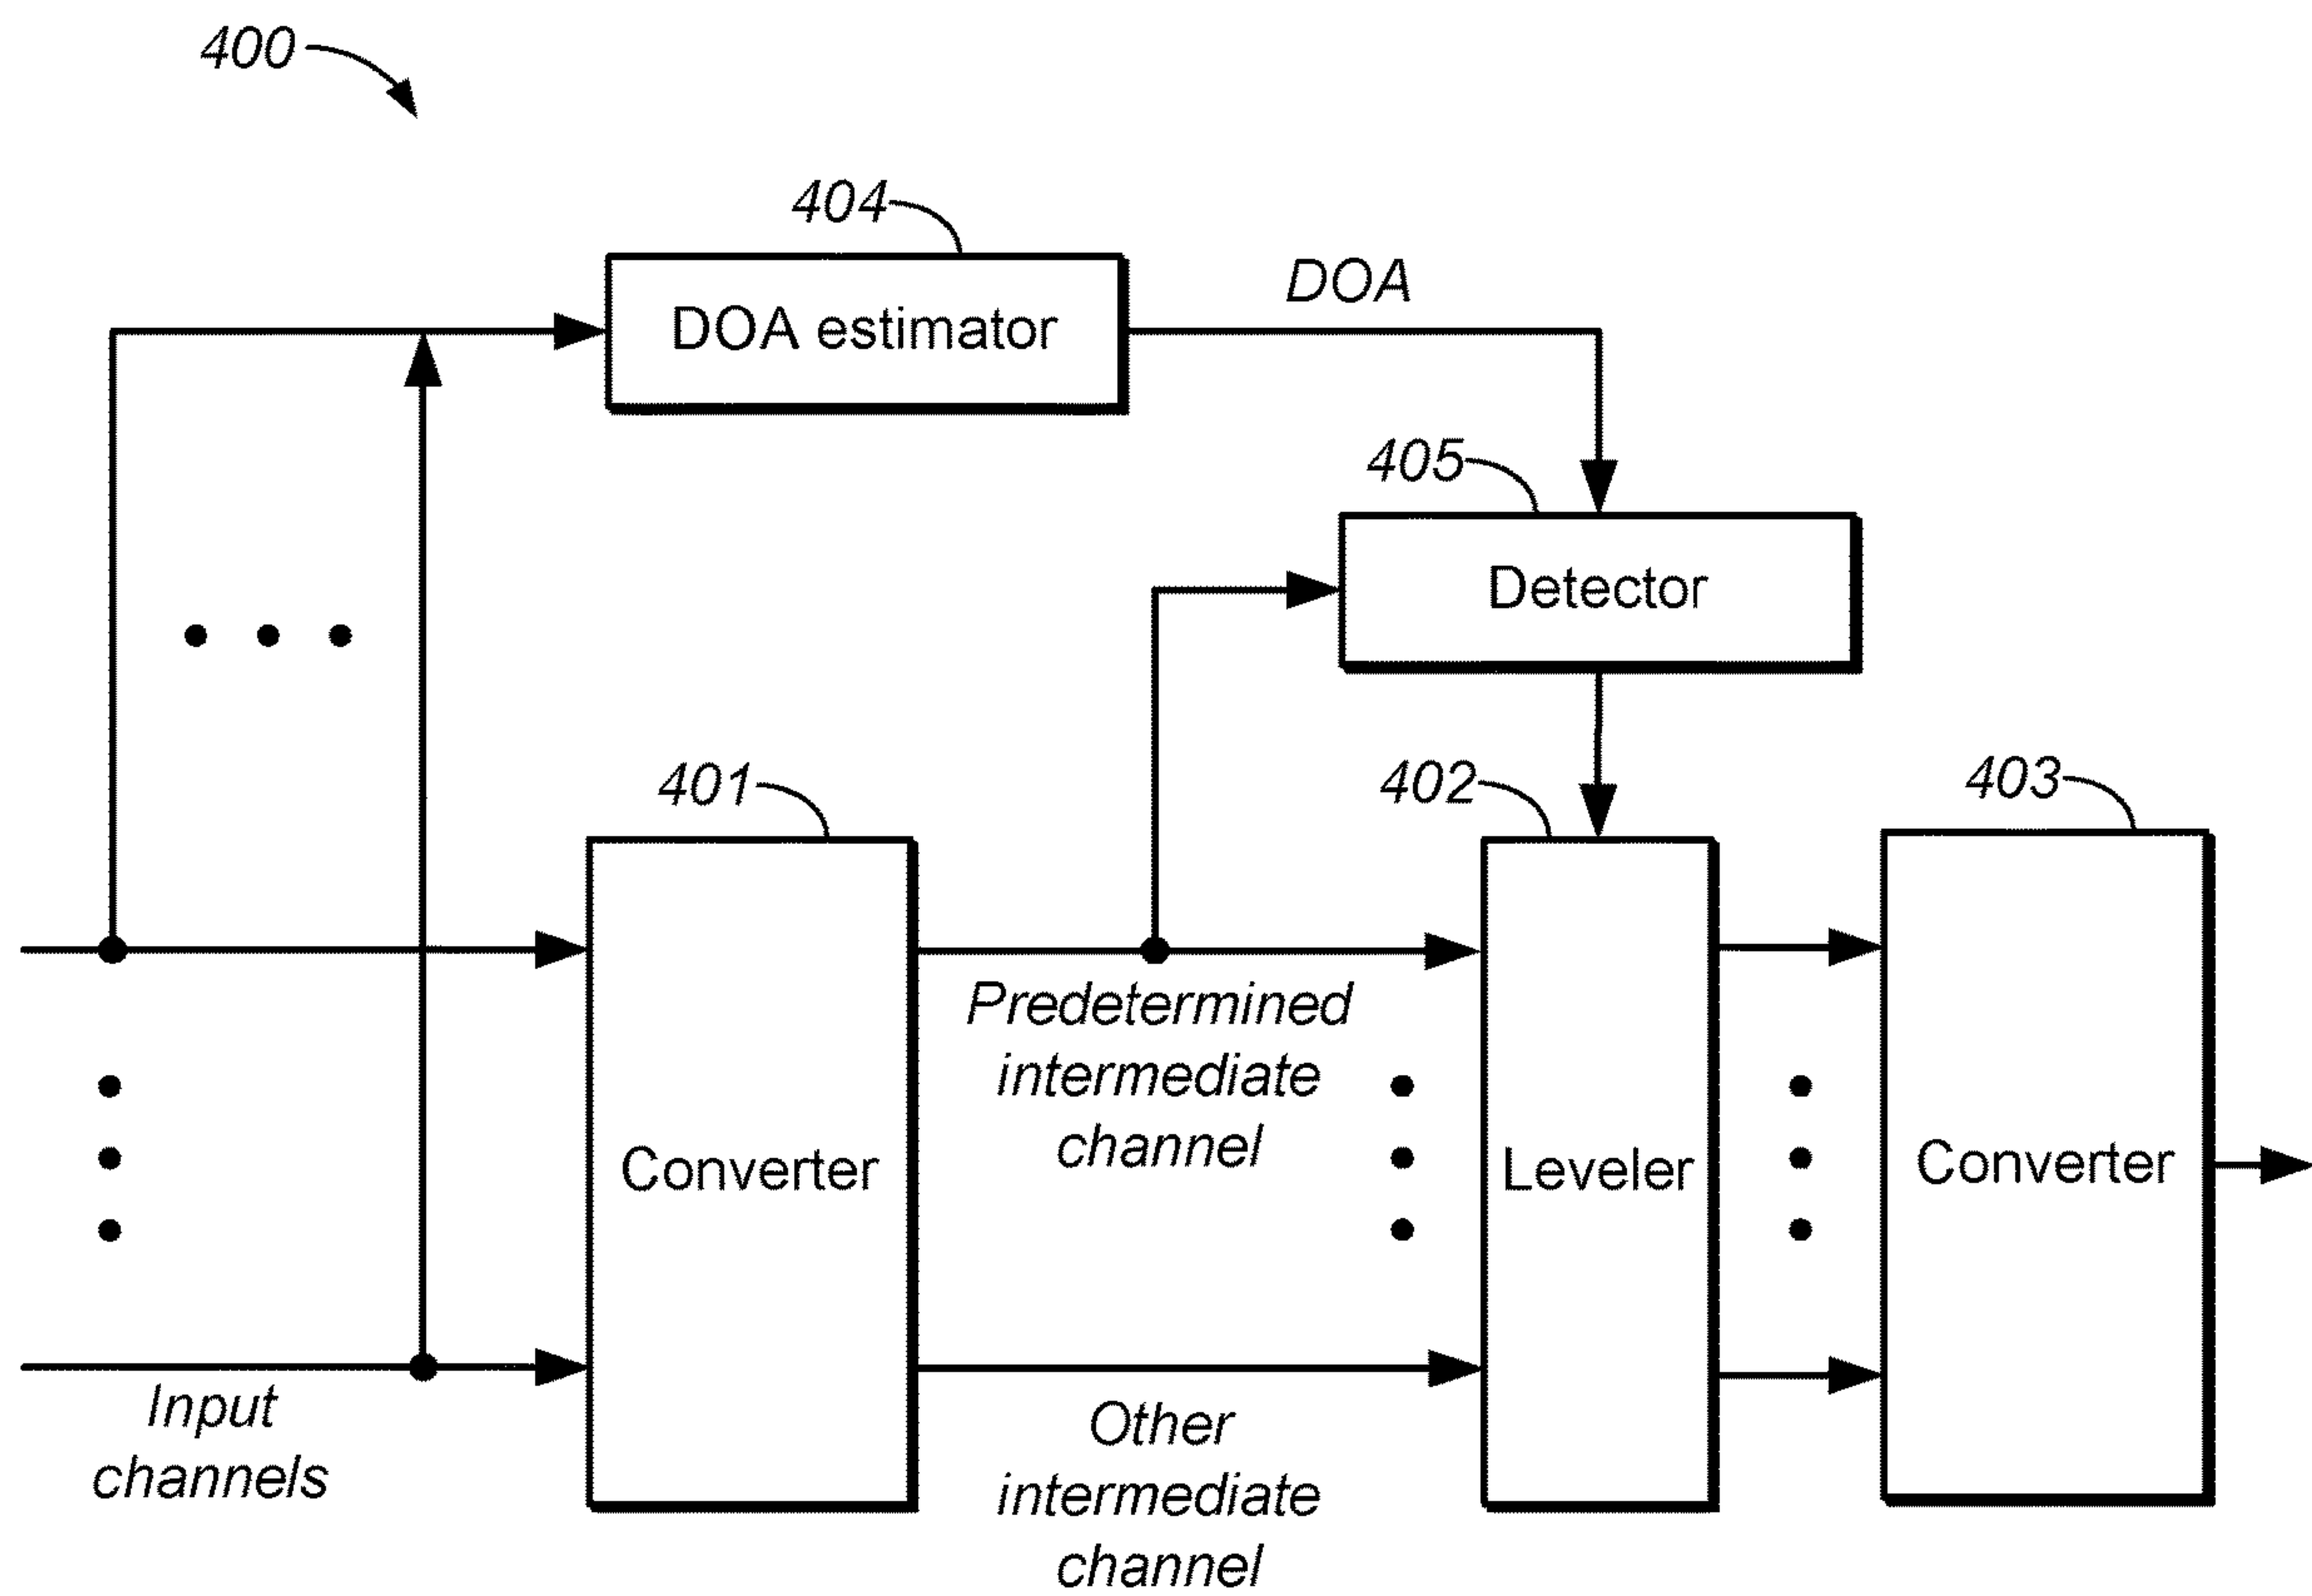 400
404
DOA estimator
DOA
405
Detector
401
402
403
Predetermined
intermediate
channel
Converter
Leveler
Converter
Input
channels
Other
intermediate
channel